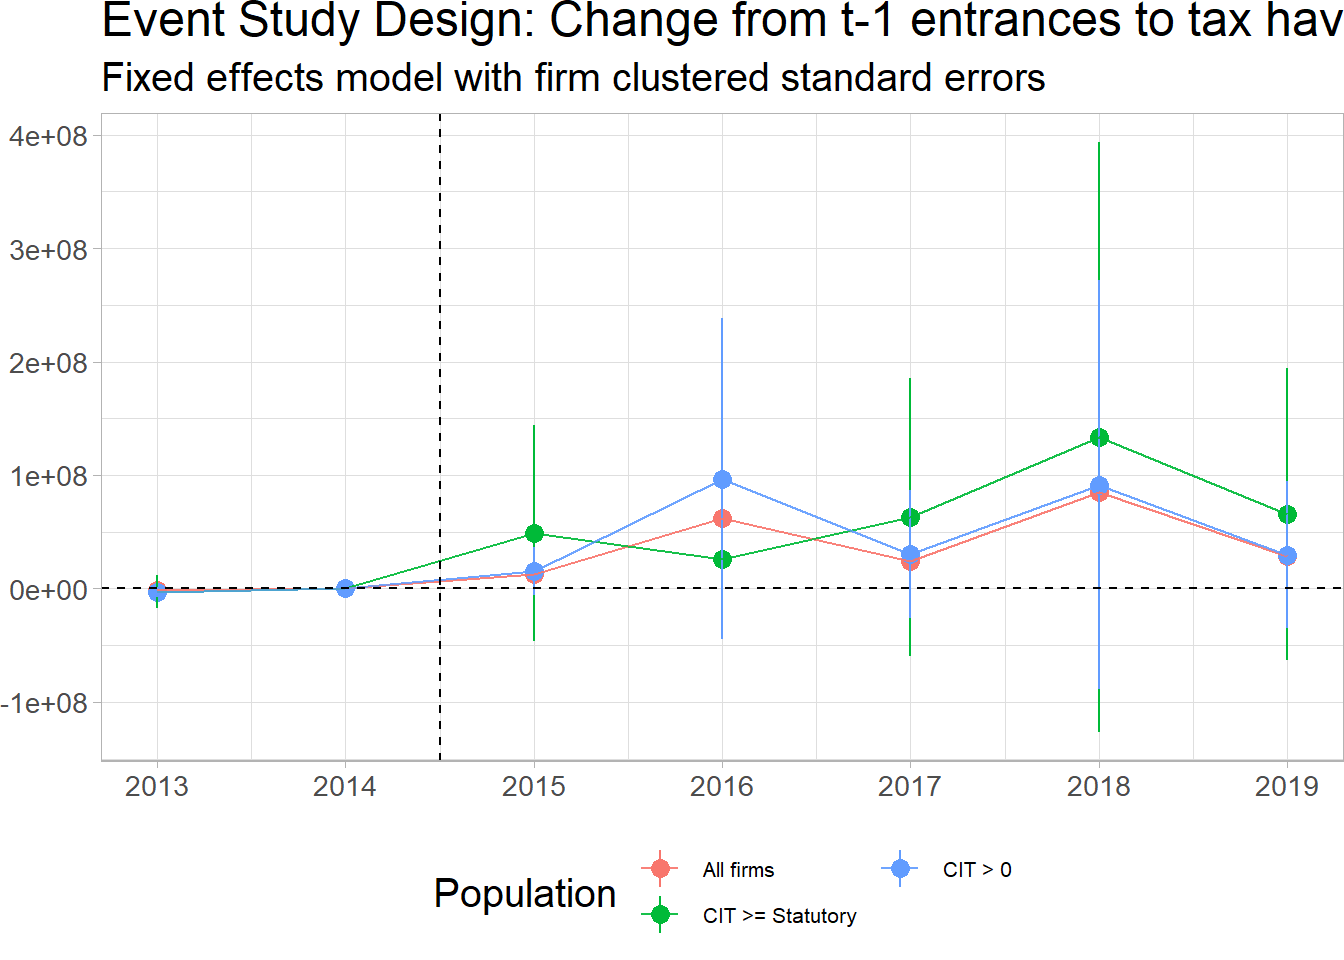 Event Study Design: Change from t-1 entrances to tax hav
Fixed effects model with firm clustered standard errors
4e+08
3e+08
2e+08
1e+08
0e+00
-1e+08
2013 2014 2015 2016 2017 2018 2019
Population
All firms
CIT >= Statutory
CIT > 0